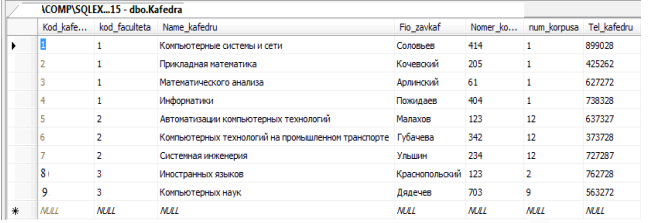 \COMP\SQLEX...15 - dbo.Kafedra
Kod_kafe... kod_faculteta Name_kafedru Fio_zavkaf Nomer_ko... num_korpusa Tel_kafedru
1 1 Компьютерные системы и сети Соловьев 414 1 899028
2 1 Прикладная математика Кочевский 205 1 425262
3 1 Математического анализа Арлинский 61 1 627272
4 1 Информатики Пожидаев 404 1 738328
5 2 Автоматизации компьютерных технологий Малахов 123 12 637327
6 2 Компьютерных технологий на промышленном транспорте Губачева 342 12 373728
7 2 Системная инженерия Ульшин 234 12 727287
8 3 Иностранных языков Краснопольский 123 2 762728
9 3 Компьютерных наук Дядечев 703 9 563272
NULL NULL NULL NULL NULL NULL NULL